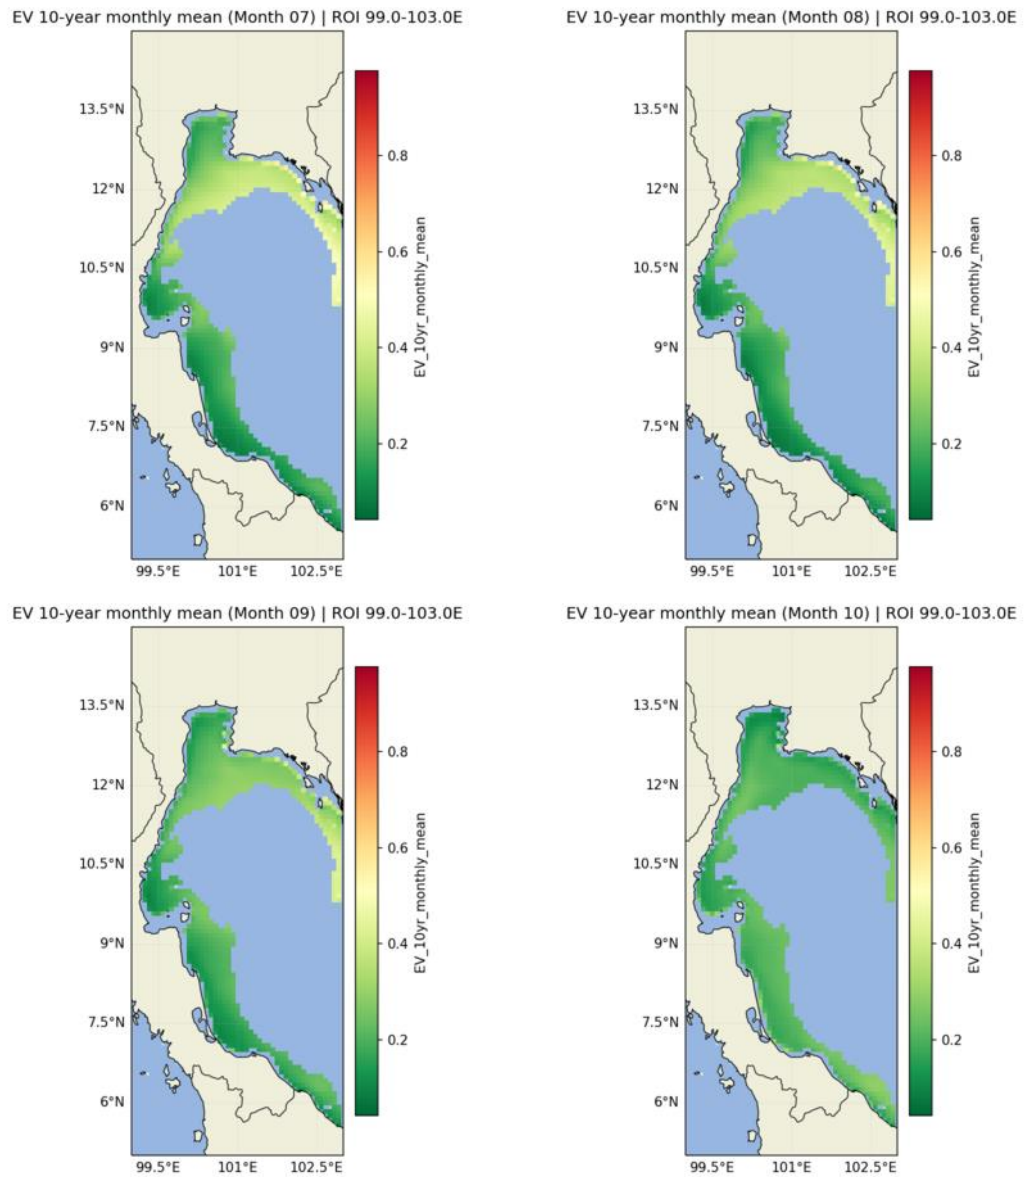 EV 10-year monthly mean (Month 07) | ROI 99.0-103.0E
13.5°N
12°N
10.5°N
9°N
7.5°N
6°N
99.5°E 101°E 102.5°E
0.8
0.6
0.4
0.2
EV_10yr_monthly_mean
EV 10-year monthly mean (Month 08) | ROI 99.0-103.0E
13.5°N
12°N
10.5°N
9°N
7.5°N
6°N
99.5°E 101°E 102.5°E
0.8
0.6
0.4
0.2
EV_10yr_monthly_mean
EV 10-year monthly mean (Month 09) | ROI 99.0-103.0E
13.5°N
12°N
10.5°N
9°N
7.5°N
6°N
99.5°E 101°E 102.5°E
0.8
0.6
0.4
0.2
EV_10yr_monthly_mean
EV 10-year monthly mean (Month 10) | ROI 99.0-103.0E
13.5°N
12°N
10.5°N
9°N
7.5°N
6°N
99.5°E 101°E 102.5°E
0.8
0.6
0.4
0.2
EV_10yr_monthly_mean